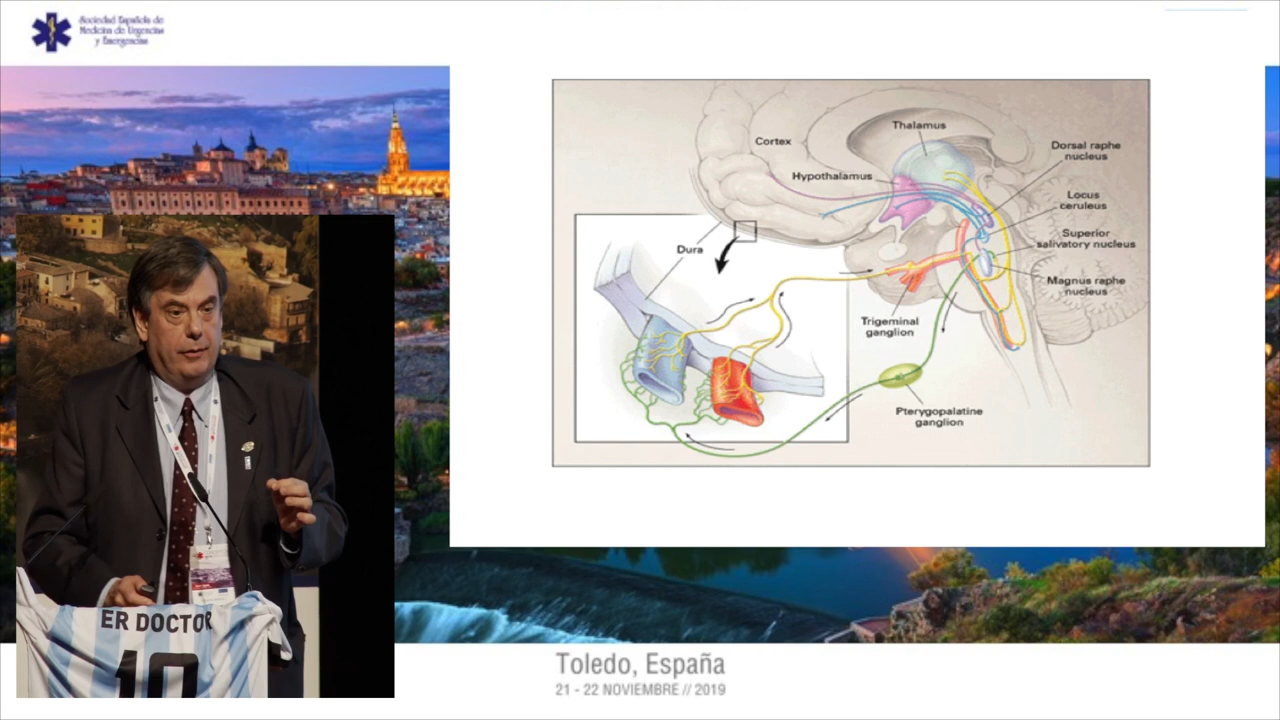 Sociedad Española de
Medicina de Urgencias
y Emergencias
Thalamus
Cortex
Dorsal raphe
nucleus
Hypothalamus
Locus
ceruleus
Superior
salivatory nucleus
Dura
Magnus raphe
nucleus
Trigeminal
ganglion
Pterygopalatine
ganglion
ER DOCTOR
10
Toledo, España
21 - 22 NOVIEMBRE // 2019